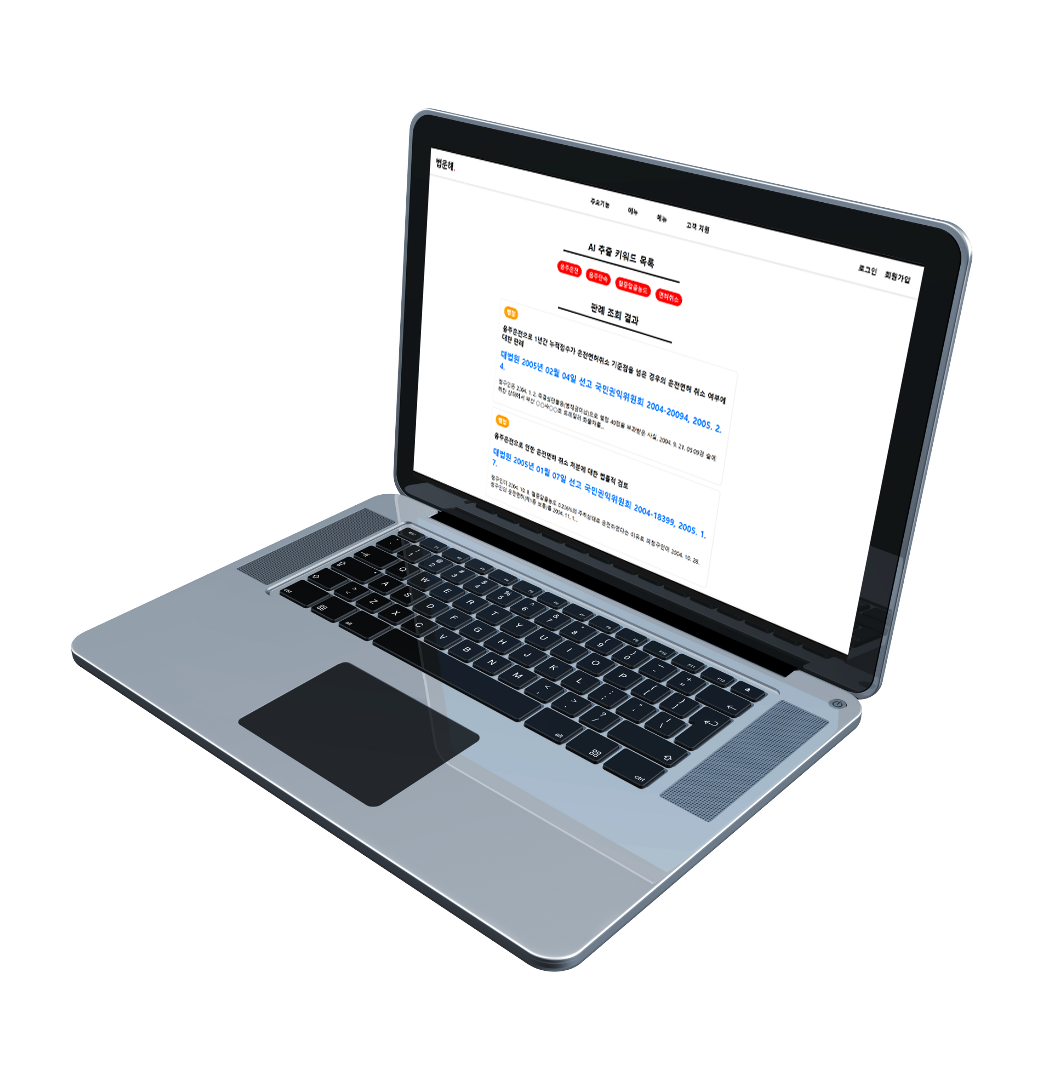 법문해.
주요기능 메뉴 메뉴 고객 지원
로그인 회원가입
AI 추출 키워드 목록
음주운전 음주단속 혈중알콜농도 면허취소
판례 조회 결과
행정
음주운전으로 1년간 누적점수가 운전면허취소 기준점을 넘은 경우의 운전면허 취소 여부에
대한 판례
대법원 2005년 02월 04일 선고 국민권익위원회 2004-20094, 2005. 2.
4.
행정
음주운전으로 인한 운전면허 취소 처분에 대한 법률적 검토
대법원 2005년 01월 07일 선고 국민권익위원회 2004-18399, 2005. 1.
7.
Q W E R T Y U I O P
A S D F G H J K L
Z X C V B N M
alt
ctrl